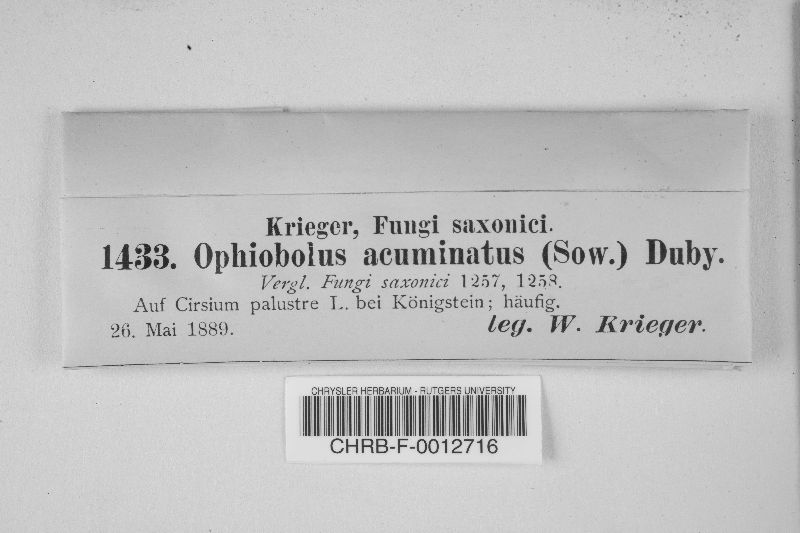 Krieger, Fungi saxonici.
1433. Ophiobolus acuminatus (Sow.) Duby.
Vergl. Fungi saxonici 1257, 1258.
Auf Cirsium palustre L. bei Königstein; häufig.
26. Mai 1889.
leg. W. Krieger.
CHRYSLER HERBARIUM - RUTGERS UNIVERSITY
CHRB-F-0012716